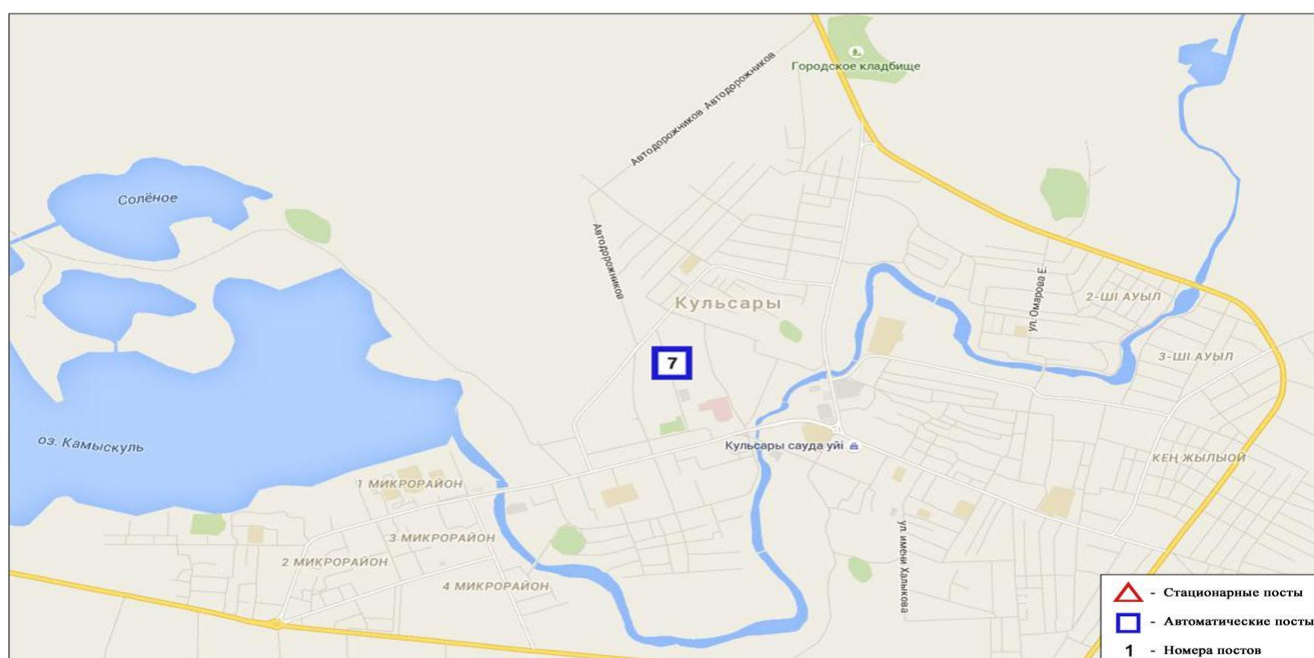 Городское кладбище
Автодорожников Автодорожников
Солёное
Автодорожников
ул. Омарова Е.
2-ШІ АУЫЛ
Кульсары
3-ШІ АУЫЛ
7
оз. Камыскуль
Кульсары сауда уйі
КЕҢ ЖЫЛЫОЙ
1 МИКРОРАЙОН
3 МИКРОРАЙОН
2 МИКРОРАЙОН
4 МИКРОРАЙОН
ул. имени Халыкова
- Стационарные посты
- Автоматические посты
1 - Номера постов